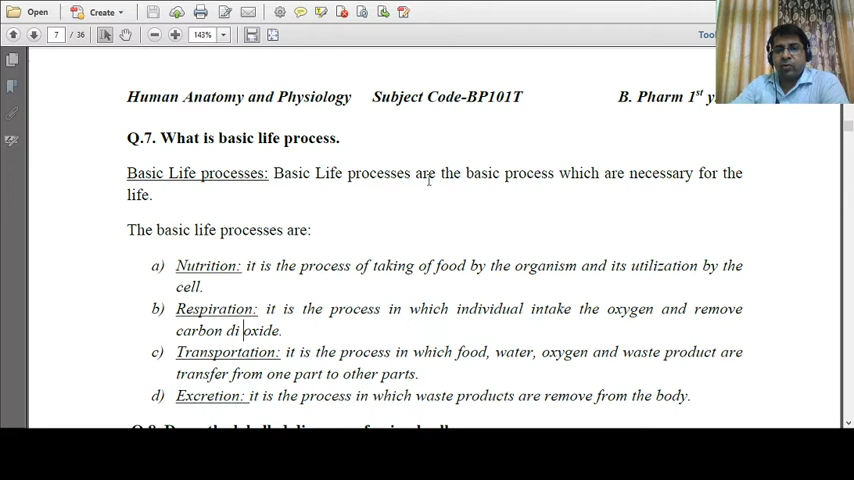 Open Create
7 / 36 143% Tool
Human Anatomy and Physiology Subject Code-BP101T B. Pharm 1st y
Q.7. What is basic life process.
Basic Life processes: Basic Life processes are the basic process which are necessary for the
life.
The basic life processes are:
a) Nutrition: it is the process of taking of food by the organism and its utilization by the
cell.
b) Respiration: it is the process in which individual intake the oxygen and remove
carbon di oxide.
c) Transportation: it is the process in which food, water, oxygen and waste product are
transfer from one part to other parts.
d) Excretion: it is the process in which waste products are remove from the body.